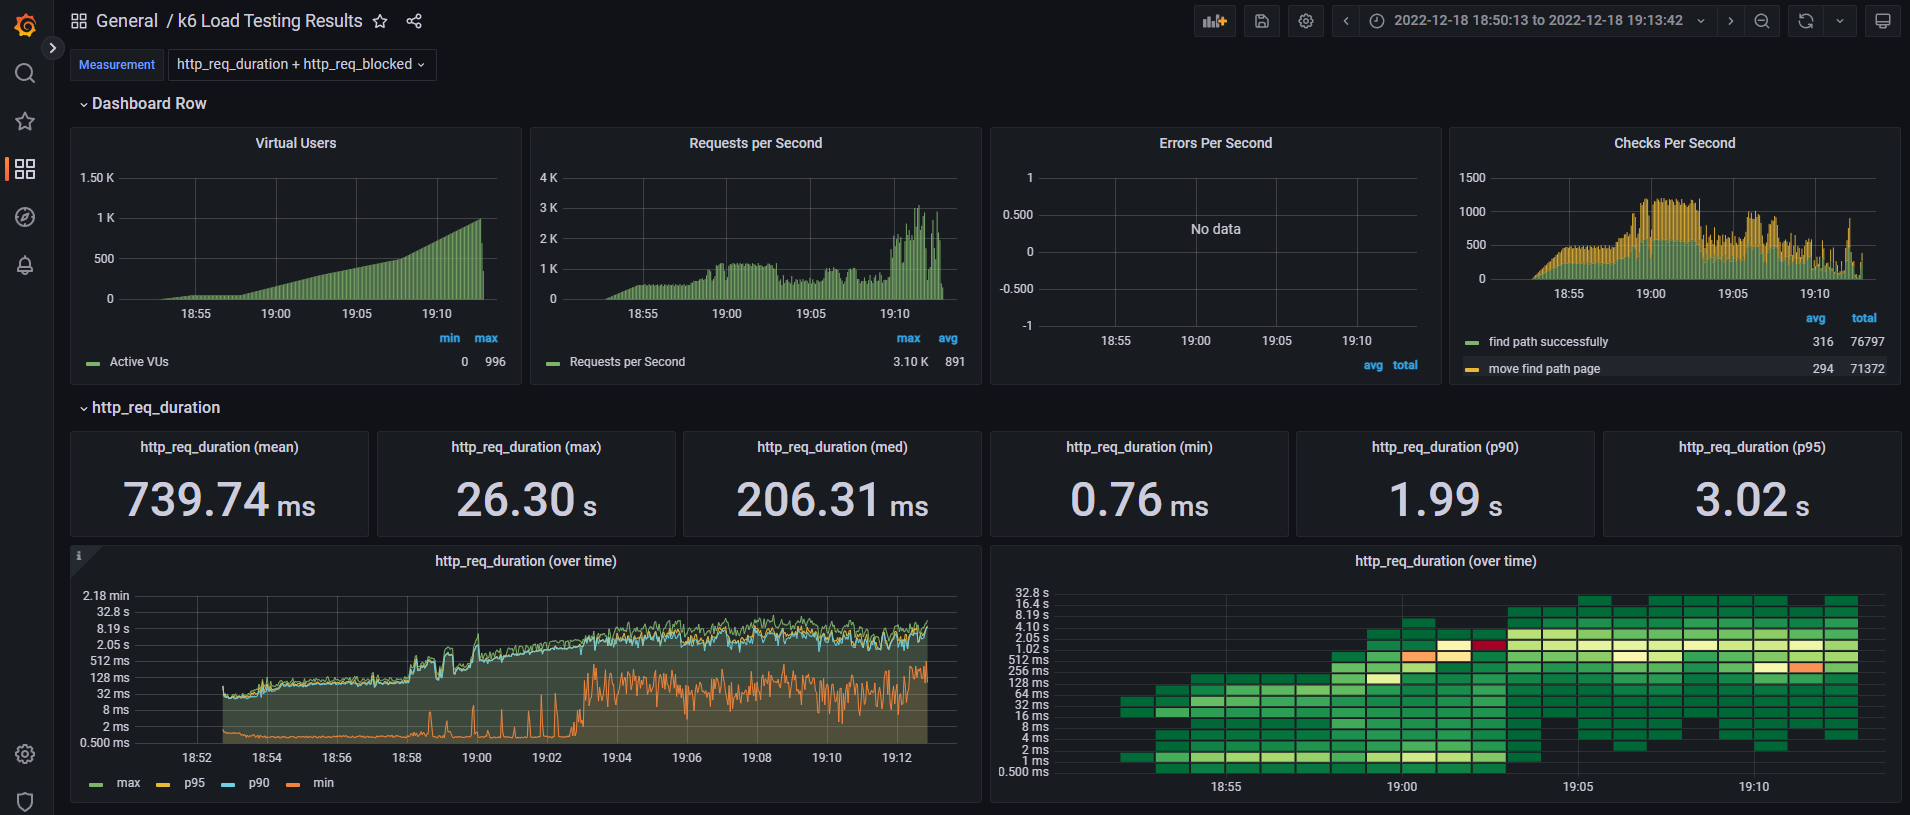 General / k6 Load Testing Results
2022-12-18 18:50:13 to 2022-12-18 19:13:42
Measurement http_req_duration + http_req_blocked
Dashboard Row
Virtual Users
1.50 K
1 K
500
0
18:55 19:00 19:05 19:10
min max
Active VUs 0 996
Requests per Second
4 K
3 K
2 K
1 K
0
18:55 19:00 19:05 19:10
max avg
Requests per Second 3.10 K 891
Errors Per Second
1
0.500
0
-0.500
-1
No data
18:55 19:00 19:05 19:10
avg total
Checks Per Second
1500
1000
500
0
18:55 19:00 19:05 19:10
avg total
find path successfully 316 76797
move find path page 294 71372
http_req_duration
http_req_duration (mean)
739.74 ms
http_req_duration (max)
26.30 s
http_req_duration (med)
206.31 ms
http_req_duration (min)
0.76 ms
http_req_duration (p90)
1.99 s
http_req_duration (p95)
3.02 s
i
http_req_duration (over time)
2.18 min
32.8 s
8.19 s
2.05 s
512 ms
128 ms
32 ms
8 ms
2 ms
0.500 ms
18:52 18:54 18:56 18:58 19:00 19:02 19:04 19:06 19:08 19:10 19:12
max p95 p90 min
http_req_duration (over time)
32.8 s
16.4 s
8.19 s
4.10 s
2.05 s
1.02 s
512 ms
256 ms
128 ms
64 ms
32 ms
16 ms
8 ms
4 ms
2 ms
1 ms
0.500 ms
18:55 19:00 19:05 19:10